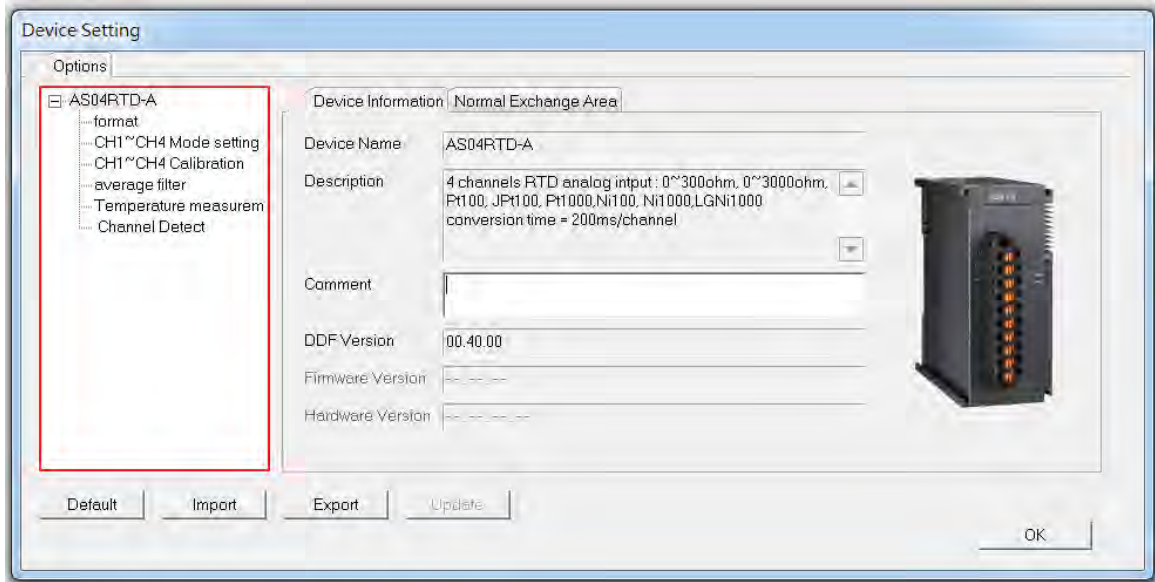 Device Setting
Options
AS04RTD-A
format
CH1~CH4 Mode setting
CH1~CH4 Calibration
average filter
Temperature measurem
Channel Detect
Device Information
Normal Exchange Area
Device Name
AS04RTD-A
Description
4 channels RTD analog intput : 0~300ohm, 0~3000ohm,
Pt100, JPt100, Pt1000,Ni100, Ni1000,LGNi1000
conversion time = 200ms/channel
Comment
DDF Version
00.40.00
Firmware Version
-- -- --
Hardware Version
-- -- -- --
Default
Import
Export
Update
OK